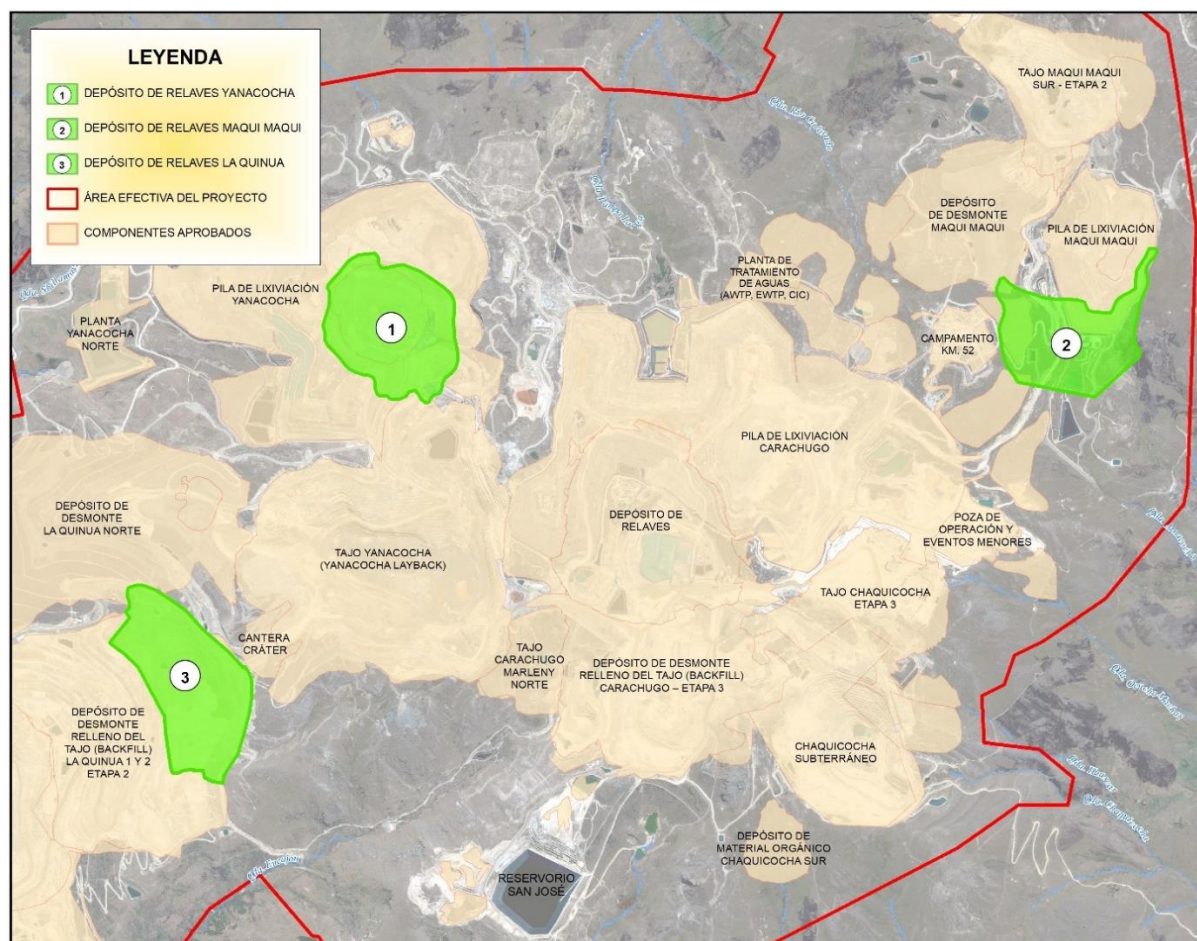 LEYENDA
1 DEPÓSITO DE RELAVES YANACOCHA
2 DEPÓSITO DE RELAVES MAQUI MAQUI
3 DEPÓSITO DE RELAVES LA QUINUA
ÁREA EFECTIVA DEL PROYECTO
COMPONENTES APROBADOS
TAJO MAQUI MAQUI
SUR - ETAPA 2
DEPÓSITO
DE DESMONTE
MAQUI MAQUI
PILA DE LIXIVIACIÓN
MAQUI MAQUI
PLANTA DE
TRATAMIENTO
DE AGUAS
(AWTP, EWTP, CIC)
PILA DE LIXIVIACIÓN
YANACOCHA
1
PLANTA
YANACOCHA
NORTE
CAMPAMENTO
KM. 52
2
PILA DE LIXIVIACIÓN
CARACHUGO
DEPÓSITO DE
DESMONTE
LA QUINUA NORTE
DEPÓSITO DE
RELAVES
POZA DE
OPERACIÓN Y
EVENTOS MENORES
TAJO YANACOCHA
(YANACOCHA LAYBACK)
TAJO CHAQUICOCHA
ETAPA 3
CANTERA
CRÁTER
TAJO
CARACHUGO
MARLENY
NORTE
DEPÓSITO DE DESMONTE
RELLENO DEL TAJO (BACKFILL)
CARACHUGO – ETAPA 3
3
DEPÓSITO DE
DESMONTE
RELLENO DEL
TAJO (BACKFILL)
LA QUINUA 1 Y 2
ETAPA 2
CHAQUICOCHA
SUBTERRÁNEO
DEPÓSITO DE
MATERIAL ORGÁNICO
CHAQUICOCHA SUR
RESERVORIO
SAN JOSÉ